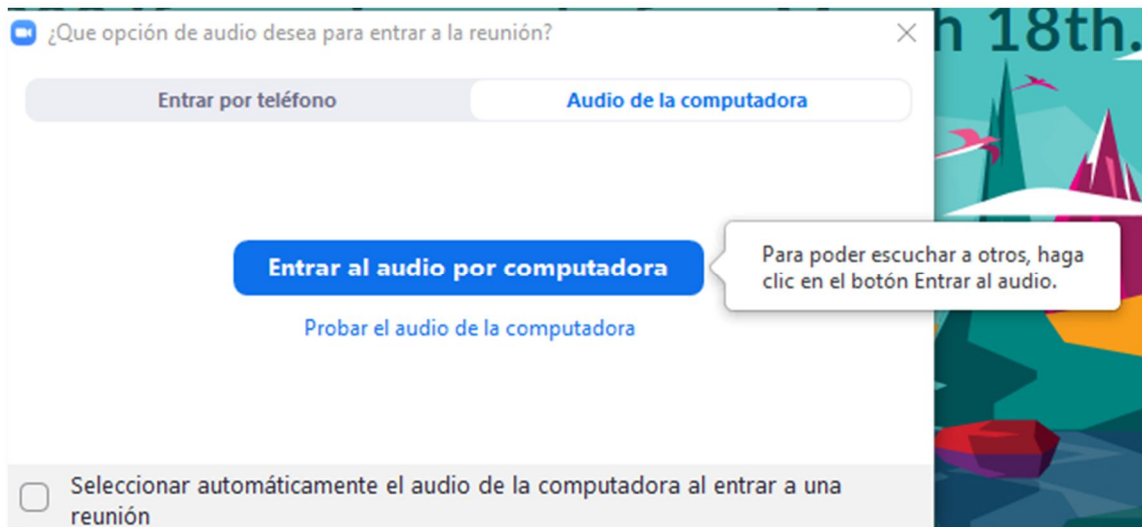 ¿Que opción de audio desea para entrar a la reunión?
h 18th.
Entrar por teléfono
Audio de la computadora
Entrar al audio por computadora
Para poder escuchar a otros, haga
clic en el botón Entrar al audio.
Probar el audio de la computadora
Seleccionar automáticamente el audio de la computadora al entrar a una
reunión